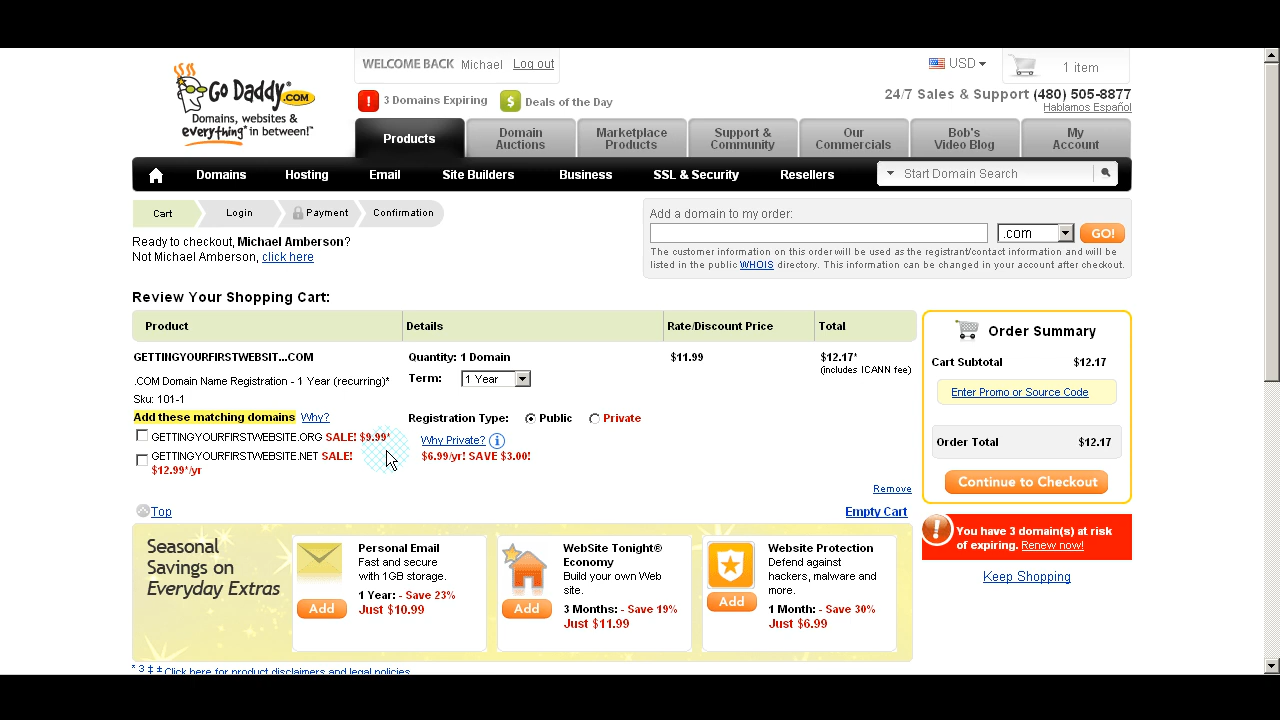 WELCOME BACK Michael Log out
USD
1 item
Go Daddy.COM
Domains, websites &
everything* in between!™
! 3 Domains Expiring $ Deals of the Day
24/7 Sales & Support (480) 505-8877
Hablamos Español
Products
Domain Auctions
Marketplace Products
Support & Community
Our Commercials
Bob's Video Blog
My Account
Domains Hosting Email Site Builders Business SSL & Security Resellers Start Domain Search
Cart Login Payment Confirmation
Ready to checkout, Michael Amberson?
Not Michael Amberson, click here
Add a domain to my order:
.com GO!
The customer information on this order will be used as the registrant/contact information and will be
listed in the public WHOIS directory. This information can be changed in your account after checkout.
Review Your Shopping Cart:
Product Details Rate/Discount Price Total
GETTINGYOURFIRSTWEBSIT...COM Quantity: 1 Domain $11.99 $12.17*
(includes ICANN fee)
.COM Domain Name Registration - 1 Year (recurring)* Term: 1 Year
Sku: 101-1
Add these matching domains Why? Registration Type: Public Private
GETTINGYOURFIRSTWEBSITE.ORG SALE! $9.99* Why Private? i
GETTINGYOURFIRSTWEBSITE.NET SALE! $6.99/yr! SAVE $3.00!
$12.99*/yr
Remove
Top Empty Cart
Order Summary
Cart Subtotal $12.17
Enter Promo or Source Code
Order Total $12.17
Continue to Checkout
! You have 3 domain(s) at risk
of expiring. Renew now!
Keep Shopping
Seasonal
Savings on
Everyday Extras
Personal Email
Fast and secure
with 1GB storage.
1 Year: - Save 23%
Just $10.99
Add
WebSite Tonight®
Economy
Build your own Web
site.
3 Months: - Save 19%
Just $11.99
Add
Website Protection
Defend against
hackers, malware and
more.
1 Month: - Save 30%
Just $6.99
Add
* 3 ‡ ± Click here for product disclaimers and legal policies.